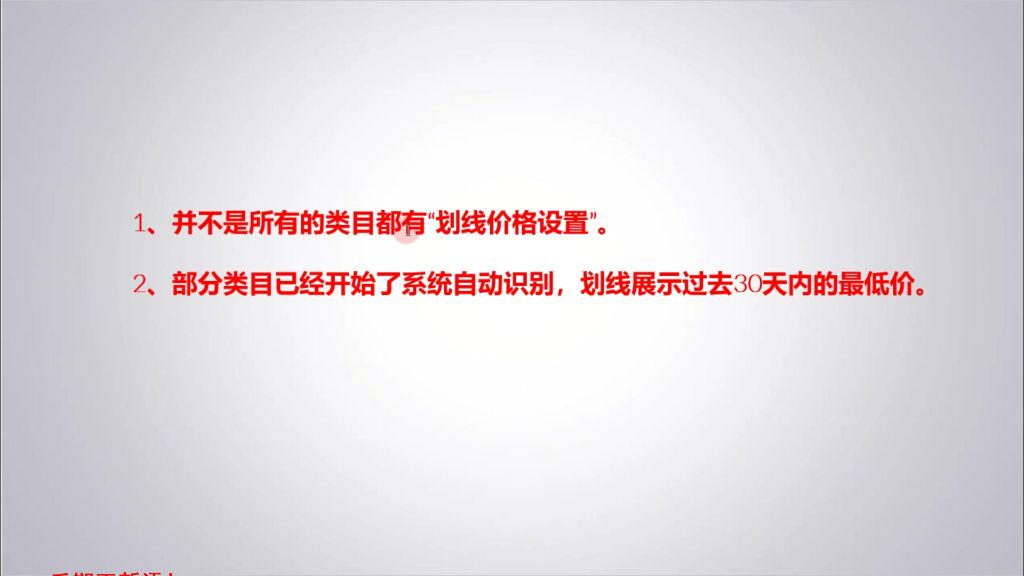 1、并不是所有的类目都有“划线价格设置”。
2、部分类目已经开始了系统自动识别，划线展示过去30天内的最低价。